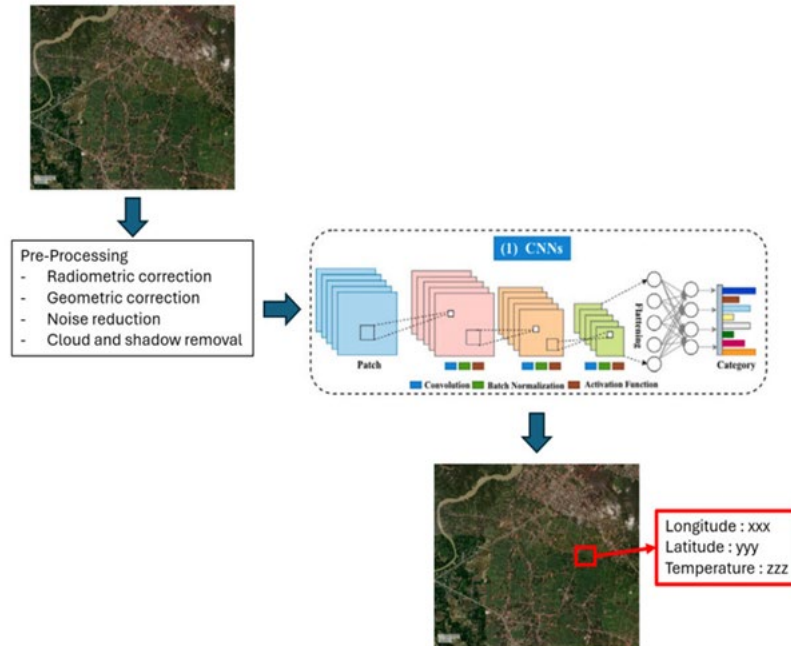 Pre-Processing
- Radiometric correction
- Geometric correction
- Noise reduction
- Cloud and shadow removal
(1) CNNs
Flattening
Patch
Category
Convolution Batch Normalization Activation Function
Longitude : xxx
Latitude : yyy
Temperature : zzz